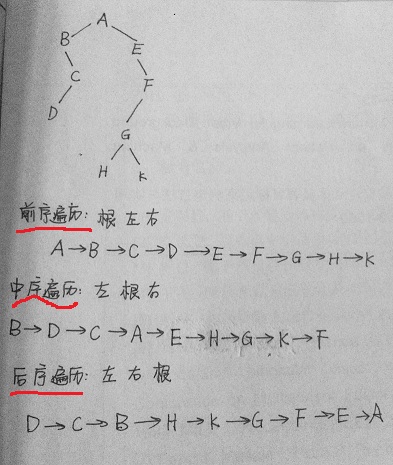 A
B E
C F
D
G
H K
前序遍历: 根左右
A→B→C→D→E→F→G→H→K
中序遍历: 左根右
B→D→C→A→E→H→G→K→F
后序遍历: 左右根
D→C→B→H→K→G→F→E→A